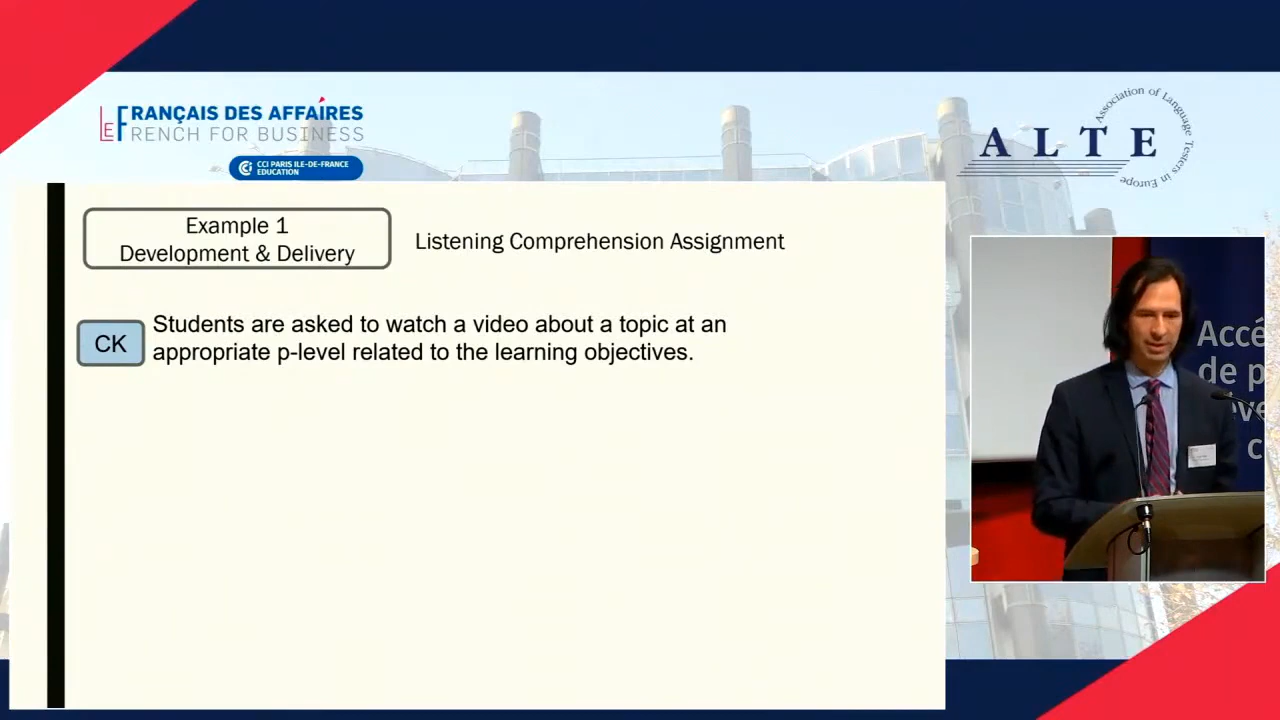 LE FRANÇAIS DES AFFAIRES
FRENCH FOR BUSINESS
CCI PARIS ILE-DE-FRANCE
EDUCATION
ALTE
Association of Language Testers in Europe
Example 1
Development & Delivery
Listening Comprehension Assignment
CK
Students are asked to watch a video about a topic at an
appropriate p-level related to the learning objectives.
Accé
de p
éve
c